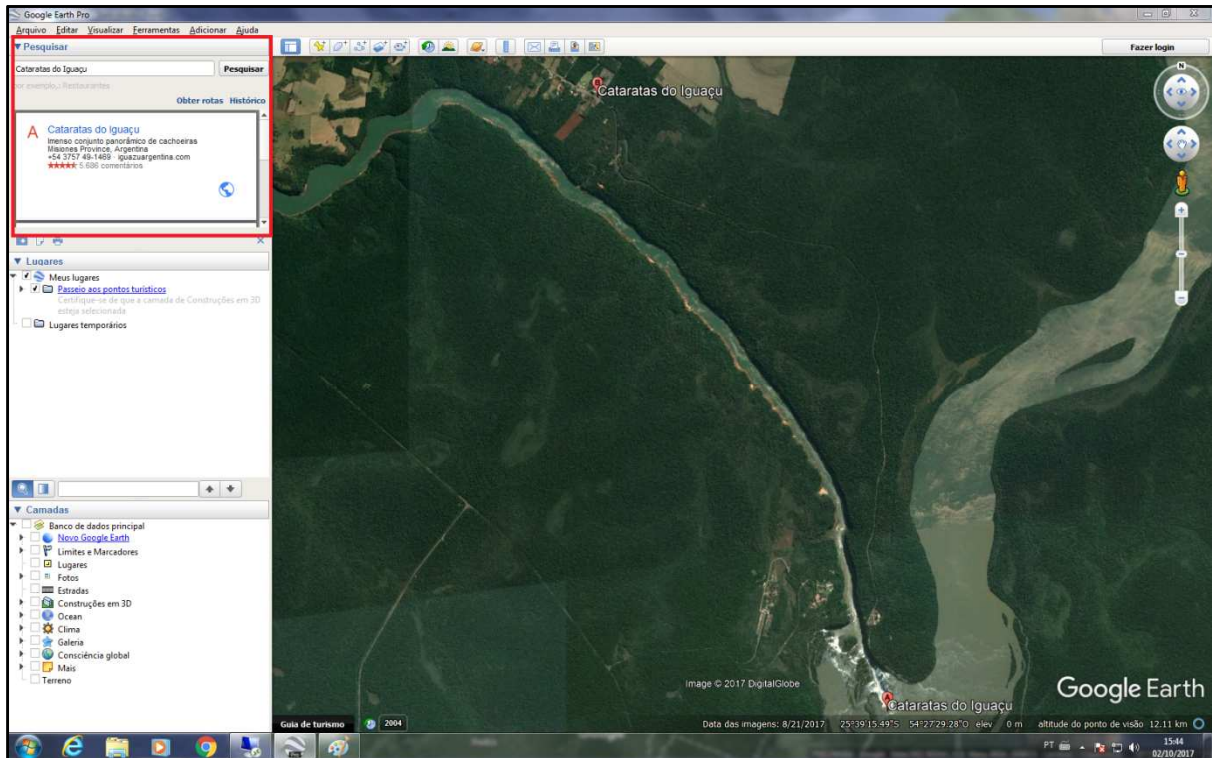 Google Earth Pro
Arquivo Editar Visualizar Ferramentas Adicionar Ajuda
Pesquisar
Cataratas do Iguaçu
Pesquisar
por exemplo,: Restaurantes
Obter rotas Histórico
A
Cataratas do Iguaçu
Imenso conjunto panorâmico de cachoeiras
Misiones Province, Argentina
+54 3757 49-1469 - iguazuargentina.com
5.686 comentários
Lugares
Meus lugares
Passeio aos pontos turísticos
Certifique-se de que a camada de Construções em 3D
esteja selecionada
Lugares temporários
Camadas
Banco de dados principal
Novo Google Earth
Limites e Marcadores
Lugares
Fotos
Estradas
Construções em 3D
Ocean
Clima
Galeria
Consciência global
Mais
Terreno
Fazer login
N
Cataratas do Iguaçu
Image © 2017 DigitalGlobe
A
Cataratas do Iguaçu
Google Earth
Guia de turismo
2004
Data das imagens: 8/21/2017 25°39'15.49"S 54°27'29.28"O elev 0 m altitude do ponto de visão 12.11 km
PT
15:44
02/10/2017